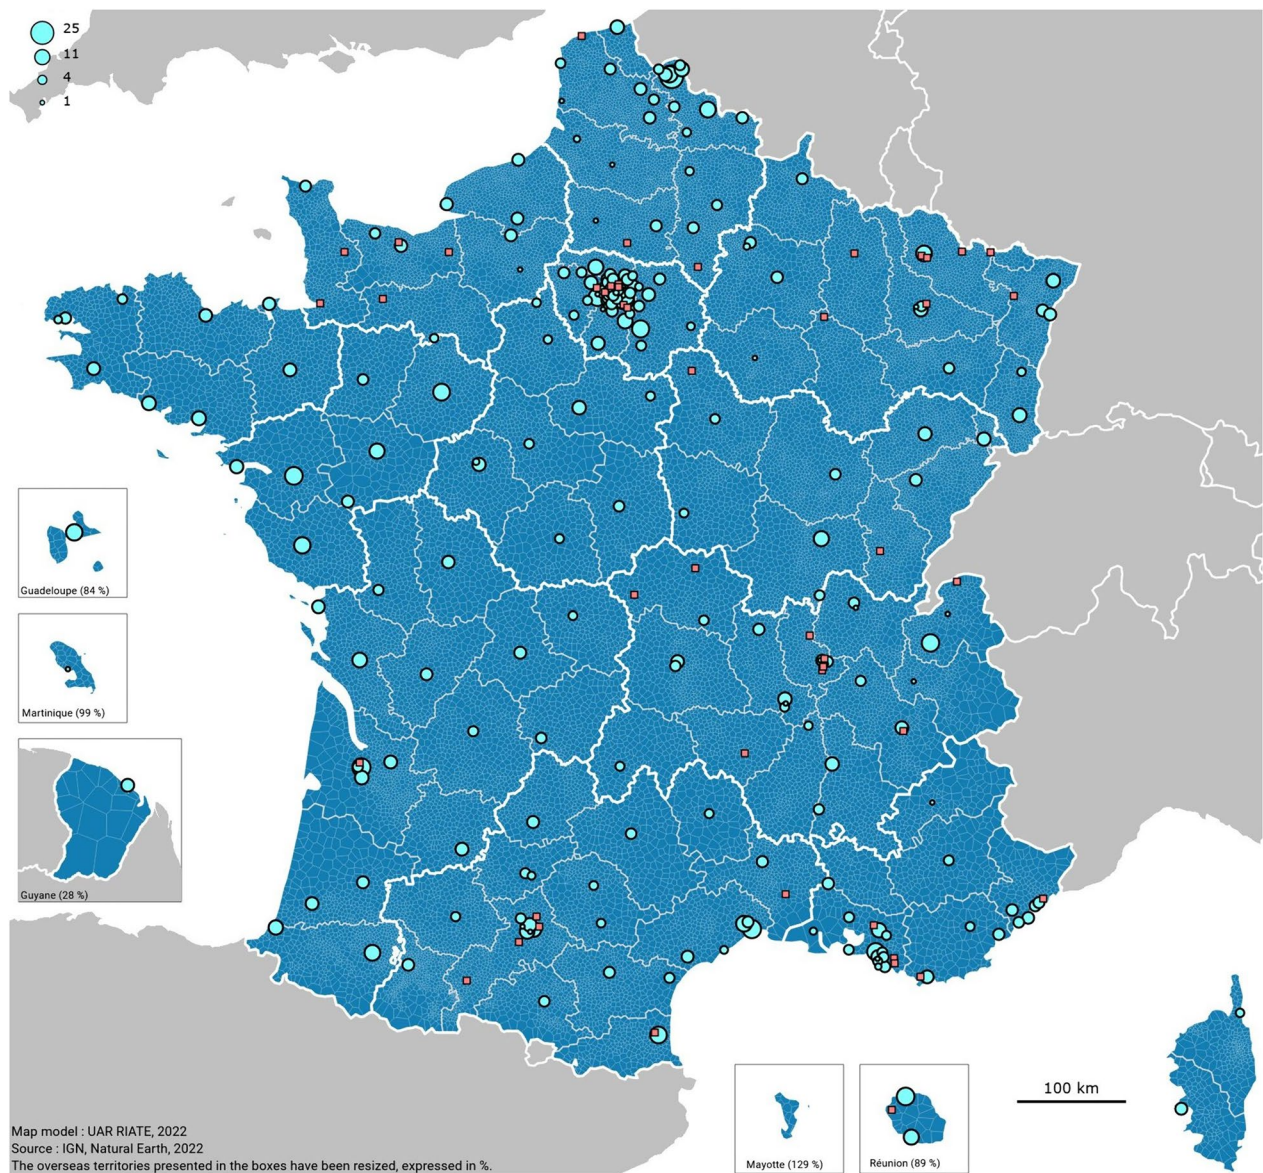 25
11
4
1
Guadeloupe (84 %)
Martinique (99 %)
Guyane (28 %)
Mayotte (129 %)
Réunion (89 %)
100 km
Map model : UAR RIATE, 2022
Source : IGN, Natural Earth, 2022
The overseas territories presented in the boxes have been resized, expressed in %.